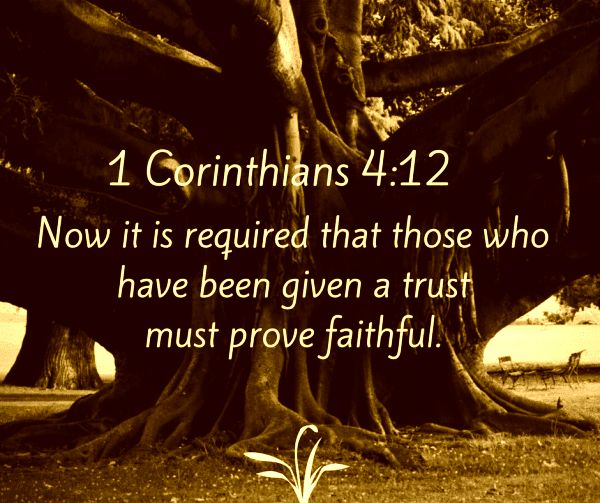 1 Corinthians 4:12
Now it is required that those who
have been given a trust
must prove faithful.